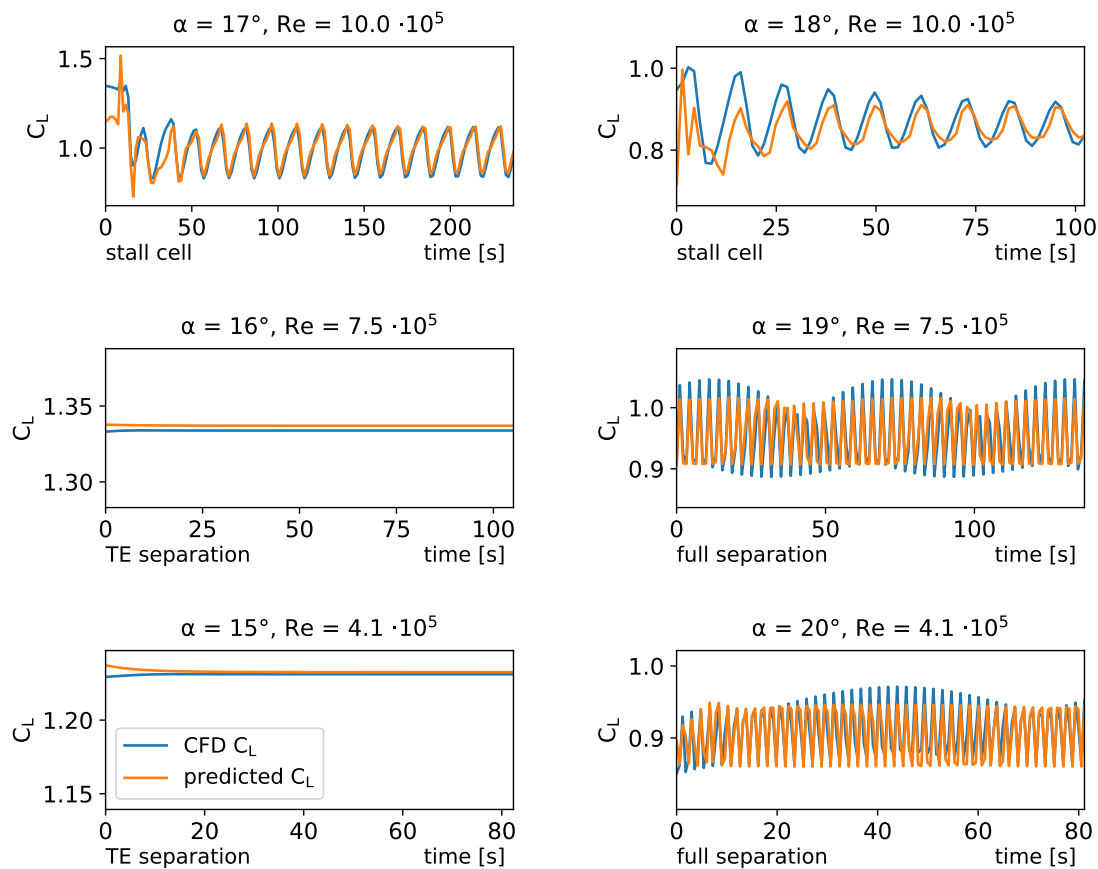 α = 17°, Re = 10.0 ·10⁵
C_L
1.5
1.0
0 50 100 150 200
stall cell time [s]
α = 18°, Re = 10.0 ·10⁵
C_L
1.0
0.8
0 25 50 75 100
stall cell time [s]
α = 16°, Re = 7.5 ·10⁵
C_L
1.35
1.30
0 25 50 75 100
TE separation time [s]
α = 19°, Re = 7.5 ·10⁵
C_L
1.0
0.9
0 50 100
full separation time [s]
α = 15°, Re = 4.1 ·10⁵
C_L
1.20
1.15
CFD C_L
predicted C_L
0 20 40 60 80
TE separation time [s]
α = 20°, Re = 4.1 ·10⁵
C_L
1.0
0.9
0 20 40 60 80
full separation time [s]